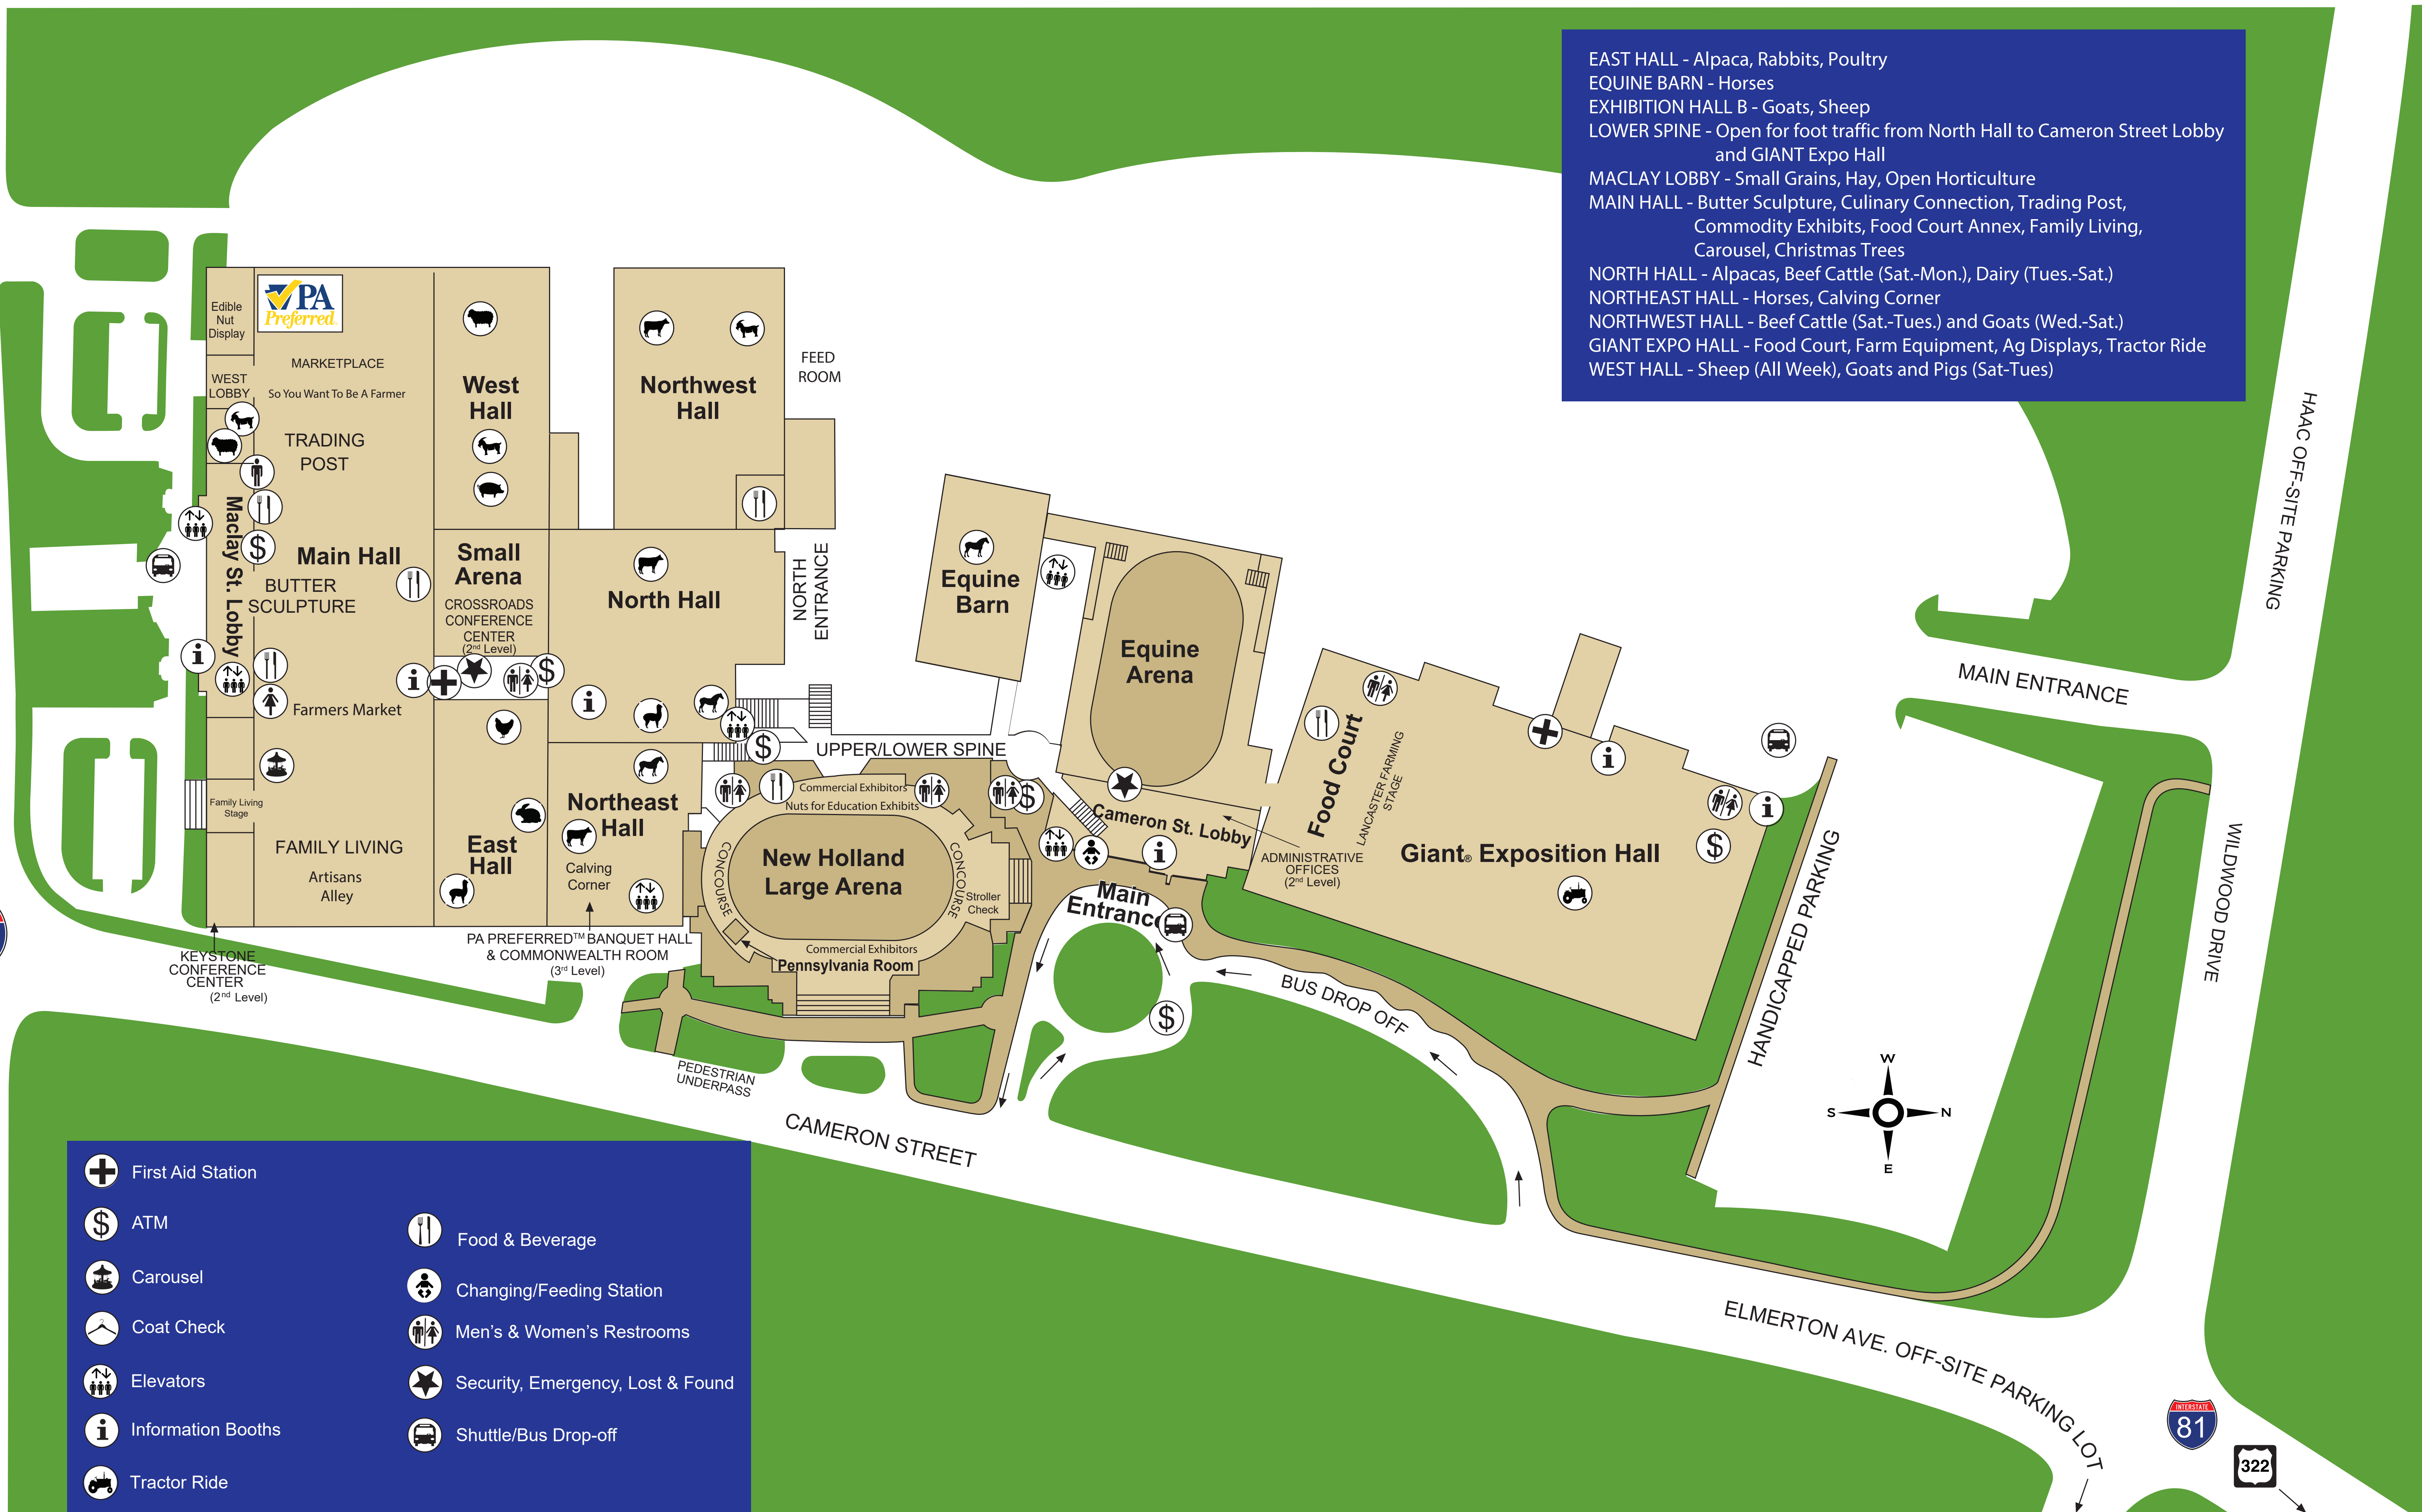 EAST HALL - Alpaca, Rabbits, Poultry
EQUINE BARN - Horses
EXHIBITION HALL B - Goats, Sheep
LOWER SPINE - Open for foot traffic from North Hall to Cameron Street Lobby
and GIANT Expo Hall
MACLAY LOBBY - Small Grains, Hay, Open Horticulture
MAIN HALL - Butter Sculpture, Culinary Connection, Trading Post,
Commodity Exhibits, Food Court Annex, Family Living,
Carousel, Christmas Trees
NORTH HALL - Alpacas, Beef Cattle (Sat.-Mon.), Dairy (Tues.-Sat.)
NORTHEAST HALL - Horses, Calving Corner
NORTHWEST HALL - Beef Cattle (Sat.-Tues.) and Goats (Wed.-Sat.)
GIANT EXPO HALL - Food Court, Farm Equipment, Ag Displays, Tractor Ride
WEST HALL - Sheep (All Week), Goats and Pigs (Sat-Tues)
Edible
Nut
Display
PA
Preferred
MARKETPLACE
WEST
LOBBY
So You Want To Be A Farmer
TRADING
POST
Maclay St. Lobby
Main Hall
BUTTER
SCULPTURE
Farmers Market
Family Living
Stage
FAMILY LIVING
Artisans
Alley
KEYSTONE
CONFERENCE
CENTER
(2nd Level)
West
Hall
Northwest
Hall
FEED
ROOM
Small
Arena
CROSSROADS
CONFERENCE
CENTER
(2nd Level)
North Hall
NORTH
ENTRANCE
East
Hall
Northeast
Hall
Calving
Corner
PA PREFERRED™ BANQUET HALL
& COMMONWEALTH ROOM
(3rd Level)
UPPER/LOWER SPINE
Commercial Exhibitors
Nuts for Education Exhibits
CONCOURSE
New Holland
Large Arena
CONCOURSE
Stroller
Check
Commercial Exhibitors
Pennsylvania Room
Equine
Barn
Equine
Arena
Cameron St. Lobby
ADMINISTRATIVE
OFFICES
(2nd Level)
Main
Entrance
Food Court
LANCASTER FARMING
STAGE
Giant® Exposition Hall
BUS DROP OFF
HANDICAPPED PARKING
MAIN ENTRANCE
HAAC OFF-SITE PARKING
WILDWOOD DRIVE
PEDESTRIAN
UNDERPASS
CAMERON STREET
ELMERTON AVE. OFF-SITE PARKING LOT
W
S
N
E
INTERSTATE
81
322
First Aid Station
$ ATM
Carousel
Coat Check
Elevators
i Information Booths
Tractor Ride
Food & Beverage
Changing/Feeding Station
Men's & Women's Restrooms
Security, Emergency, Lost & Found
Shuttle/Bus Drop-off